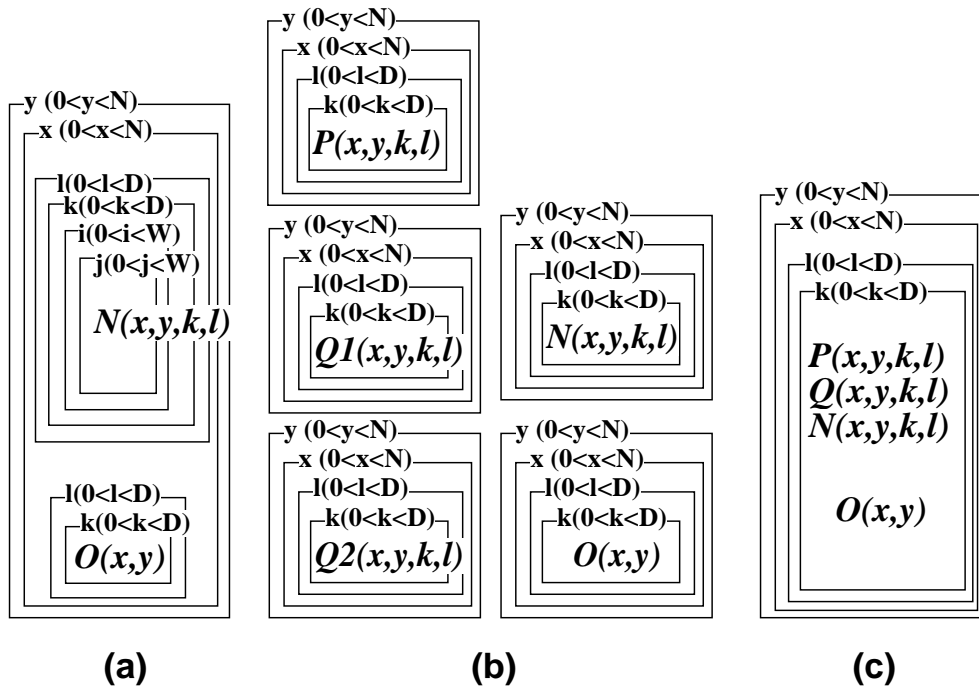 y (0<y<N)
x (0<x<N)
l(0<l<D)
k(0<k<D)
i(0<i<W)
j(0<j<W)
N(x,y,k,l)
l(0<l<D)
k(0<k<D)
O(x,y)
(a)
y (0<y<N)
x (0<x<N)
l(0<l<D)
k(0<k<D)
P(x,y,k,l)
y (0<y<N)
x (0<x<N)
l(0<l<D)
k(0<k<D)
Q1(x,y,k,l)
y (0<y<N)
x (0<x<N)
l(0<l<D)
k(0<k<D)
Q2(x,y,k,l)
y (0<y<N)
x (0<x<N)
l(0<l<D)
k(0<k<D)
N(x,y,k,l)
y (0<y<N)
x (0<x<N)
l(0<l<D)
k(0<k<D)
O(x,y)
(b)
y (0<y<N)
x (0<x<N)
l(0<l<D)
k(0<k<D)
P(x,y,k,l)
Q(x,y,k,l)
N(x,y,k,l)
O(x,y)
(c)